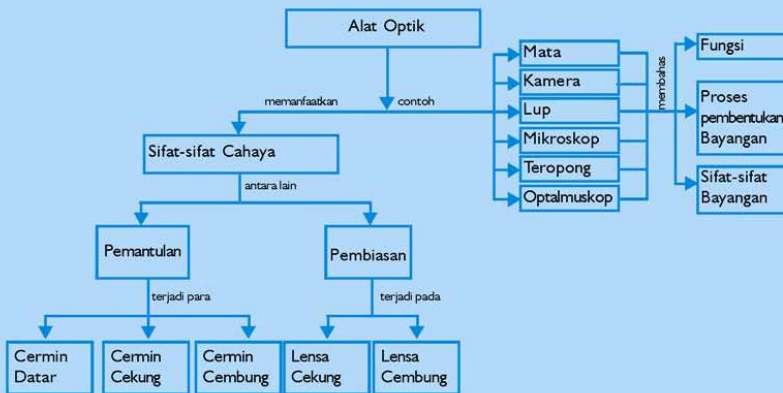 Alat Optik
memanfaatkan
contoh
Sifat-sifat Cahaya
antara lain
Pemantulan
Pembiasan
terjadi para
terjadi pada
Cermin
Datar
Cermin
Cekung
Cermin
Cembung
Lensa
Cekung
Lensa
Cembung
Mata
Kamera
Lup
Mikroskop
Teropong
Optalmuskop
membahas
Fungsi
Proses
pembentukan
Bayangan
Sifat-sifat
Bayangan